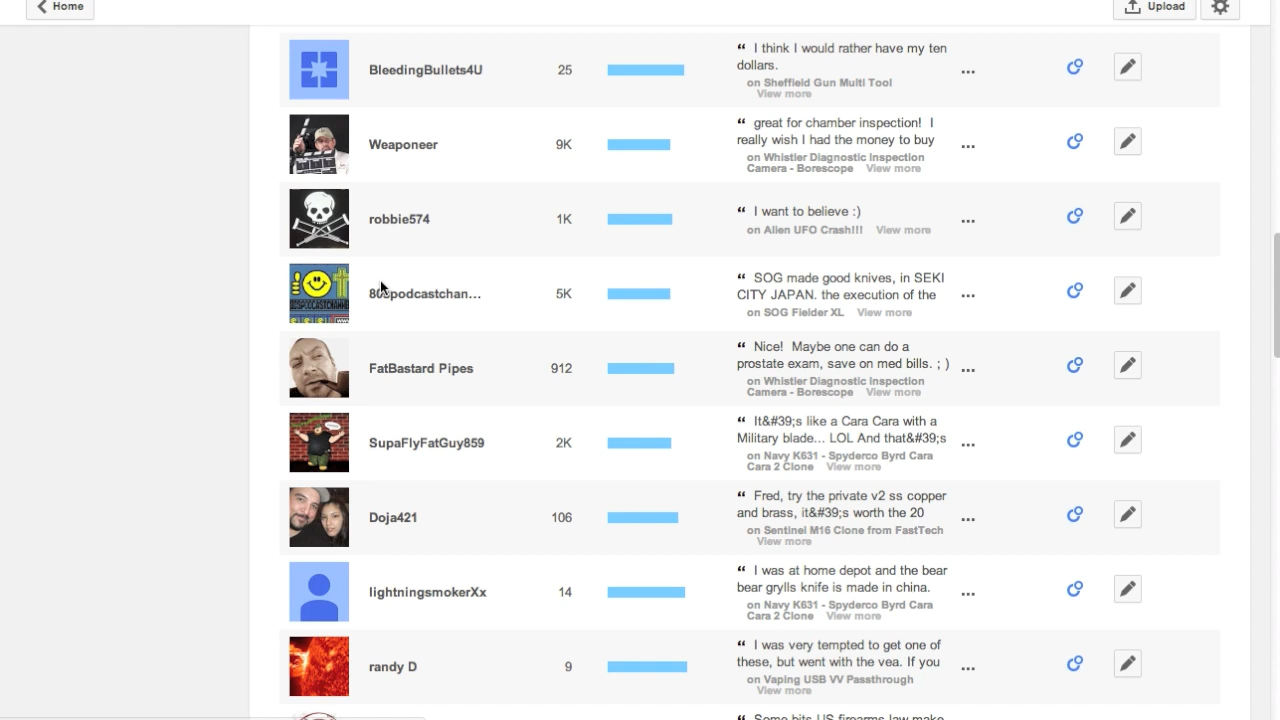 Home
Upload
BleedingBullets4U
25
“ I think I would rather have my ten
dollars.
on Sheffield Gun Multi Tool
View more
...
Weaponeer
9K
“ great for chamber inspection! I
really wish I had the money to buy
on Whistler Diagnostic Inspection
Camera - Borescope View more
...
robbie574
1K
“ I want to believe :)
on Alien UFO Crash!!! View more
...
5K
“ SOG made good knives, in SEKI
CITY JAPAN. the execution of the
on SOG Fielder XL View more
...
FatBastard Pipes
912
“ Nice! Maybe one can do a
prostate exam, save on med bills. ; )
on Whistler Diagnostic Inspection
Camera - Borescope View more
...
SupaFlyFatGuy859
2K
“ It&#39;s like a Cara Cara with a
Military blade... LOL And that&#39;s
on Navy K631 - Spyderco Byrd Cara
Cara 2 Clone View more
...
Doja421
106
“ Fred, try the private v2 ss copper
and brass, it&#39;s worth the 20
on Sentinel M16 Clone from FastTech
View more
...
lightningsmokerXx
14
“ I was at home depot and the bear
bear grylls knife is made in china.
on Navy K631 - Spyderco Byrd Cara
Cara 2 Clone View more
...
randy D
9
“ I was very tempted to get one of
these, but went with the vea. If you
on Vaping USB VV Passthrough
View more
...
“ Some bits US firearms law make